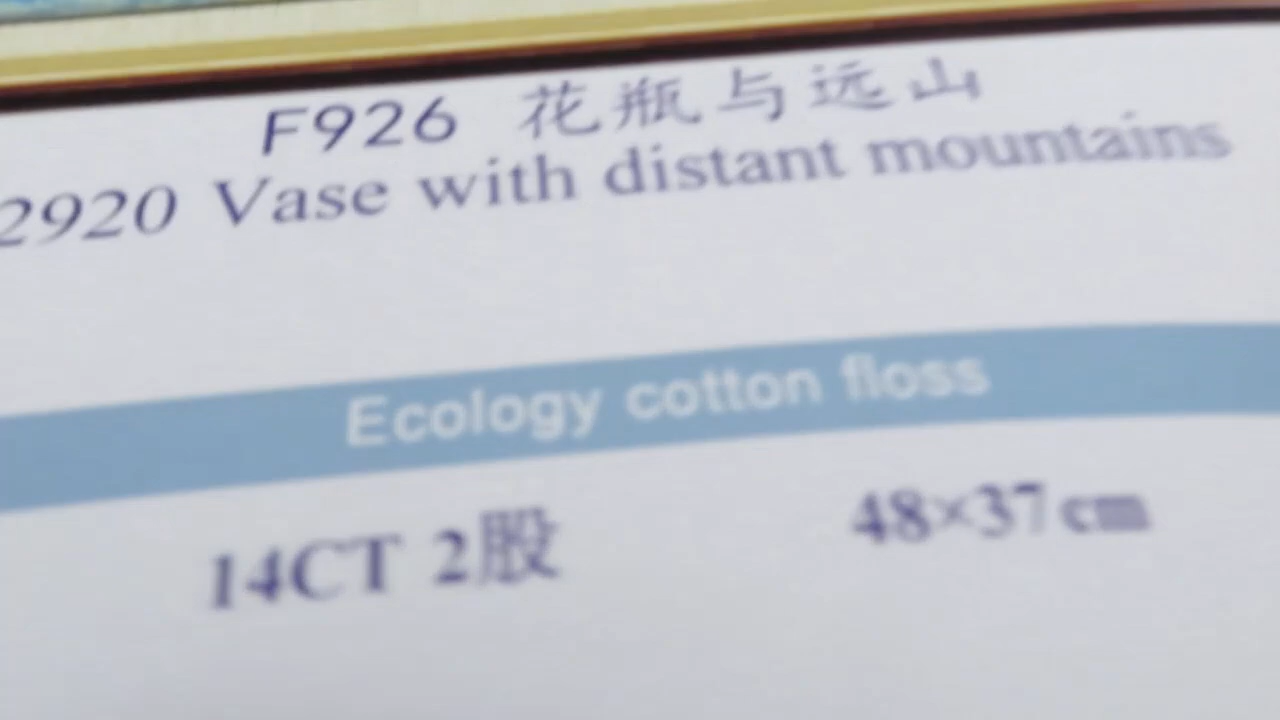 F926 花瓶与远山
2920 Vase with distant mountains
Ecology cotton floss
14CT 2股 48×37cm